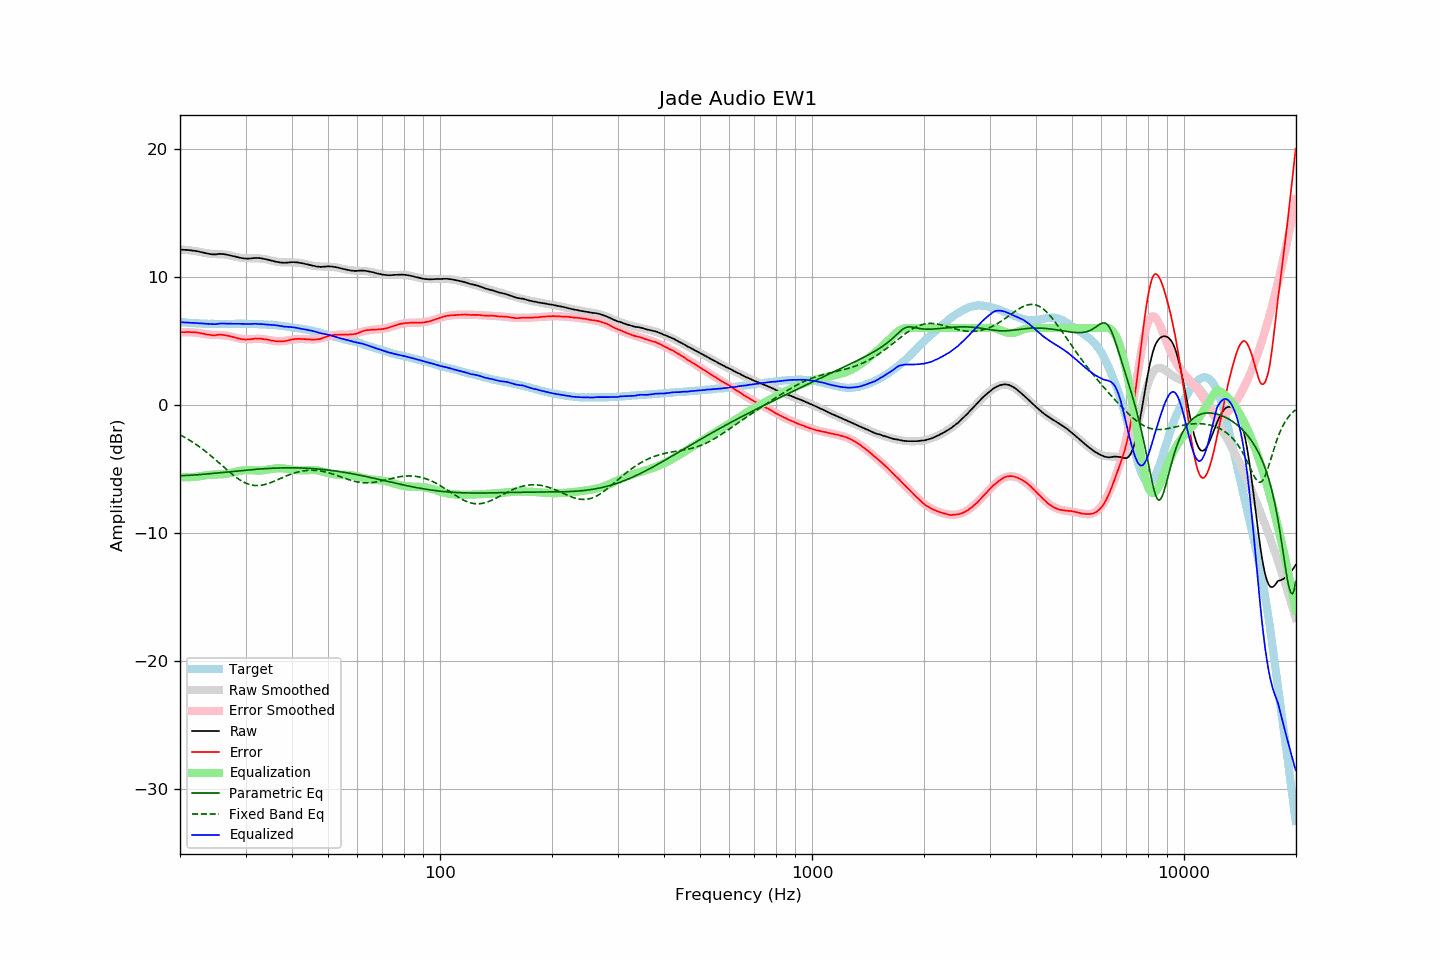 Jade Audio EW1
Amplitude (dBr)
20
10
0
−10
−20
−30
Target
Raw Smoothed
Error Smoothed
Raw
Error
Equalization
Parametric Eq
Fixed Band Eq
Equalized
100
1000
10000
Frequency (Hz)